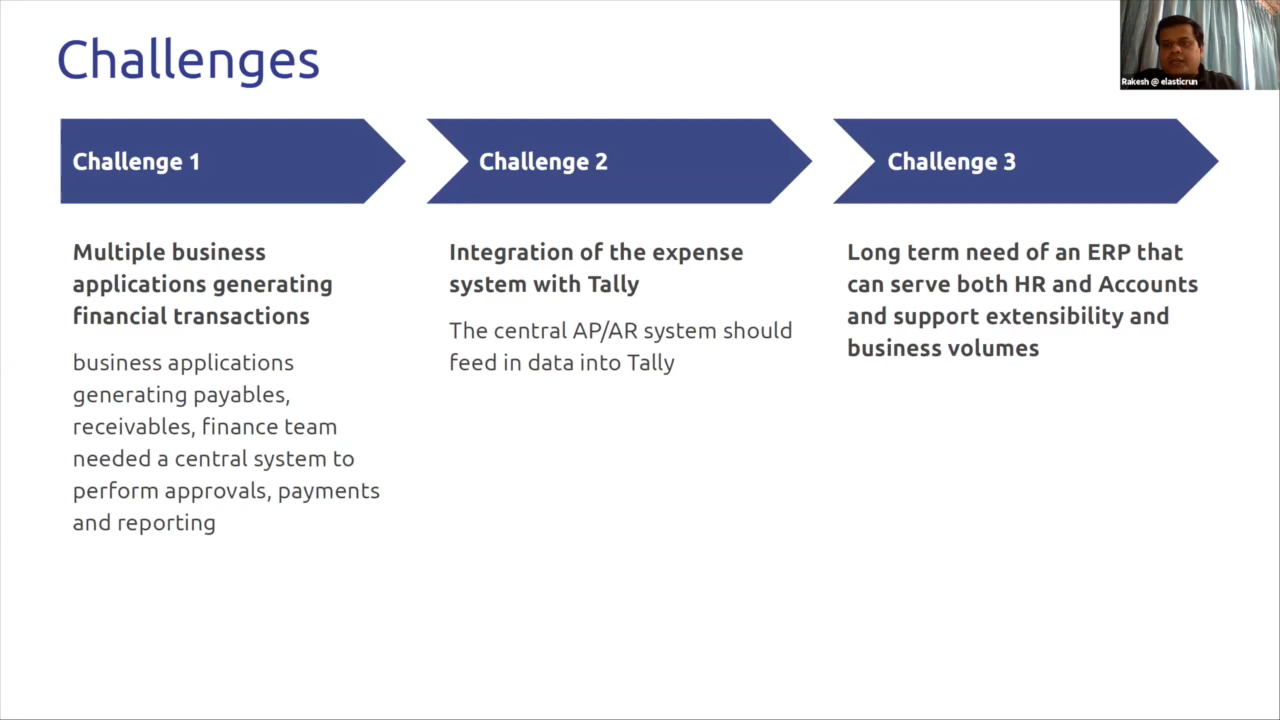 Challenges
Rakesh @ elasticrun
Challenge 1
Challenge 2
Challenge 3
Multiple business
applications generating
financial transactions
business applications
generating payables,
receivables, finance team
needed a central system to
perform approvals, payments
and reporting
Integration of the expense
system with Tally
The central AP/AR system should
feed in data into Tally
Long term need of an ERP that
can serve both HR and Accounts
and support extensibility and
business volumes